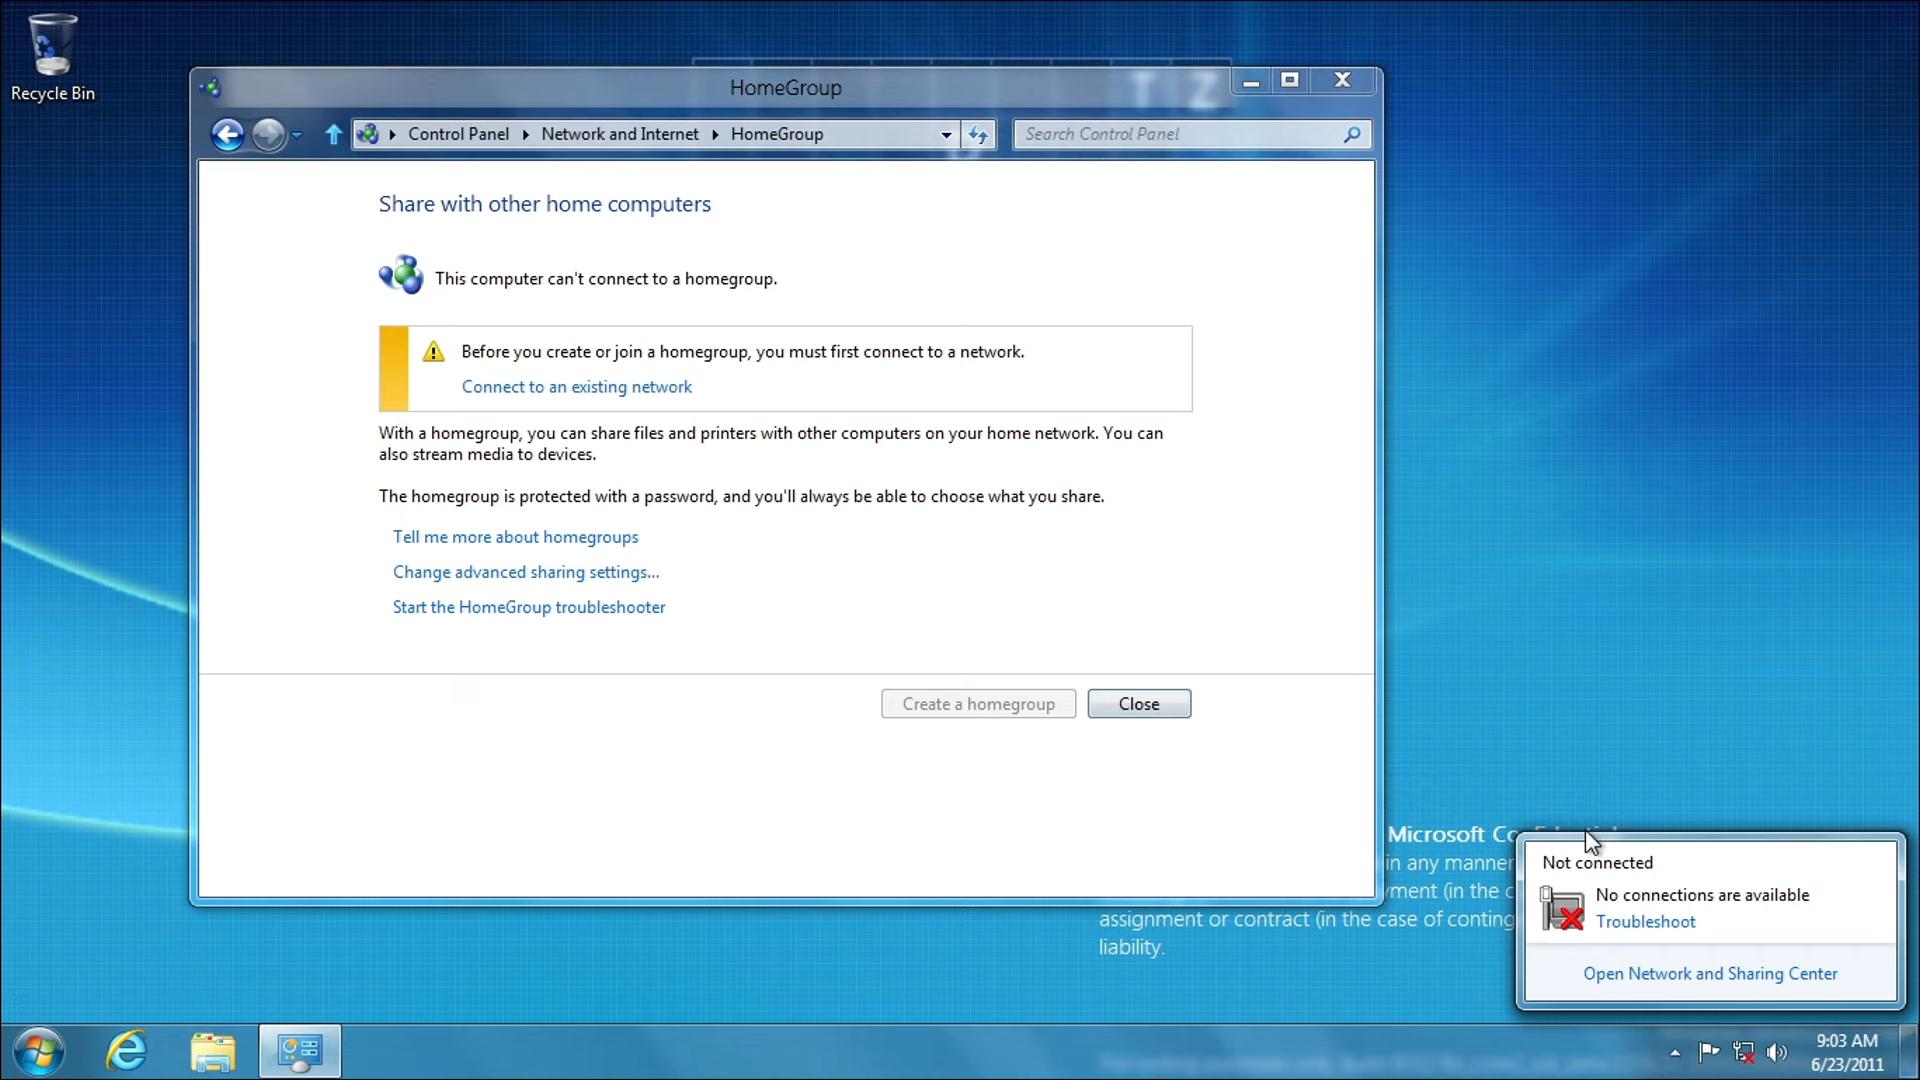 Recycle Bin
T Z
HomeGroup
Control Panel
Network and Internet
HomeGroup
Search Control Panel
Share with other home computers
This computer can't connect to a homegroup.
Before you create or join a homegroup, you must first connect to a network.
Connect to an existing network
With a homegroup, you can share files and printers with other computers on your home network. You can
also stream media to devices.
The homegroup is protected with a password, and you'll always be able to choose what you share.
Tell me more about homegroups
Change advanced sharing settings...
Start the HomeGroup troubleshooter
Create a homegroup
Close
Microsoft
in any manner
in the
assignment or contract (in the case of
liability.
Not connected
No connections are available
Troubleshoot
Open Network and Sharing Center
9:03 AM
6/23/2011